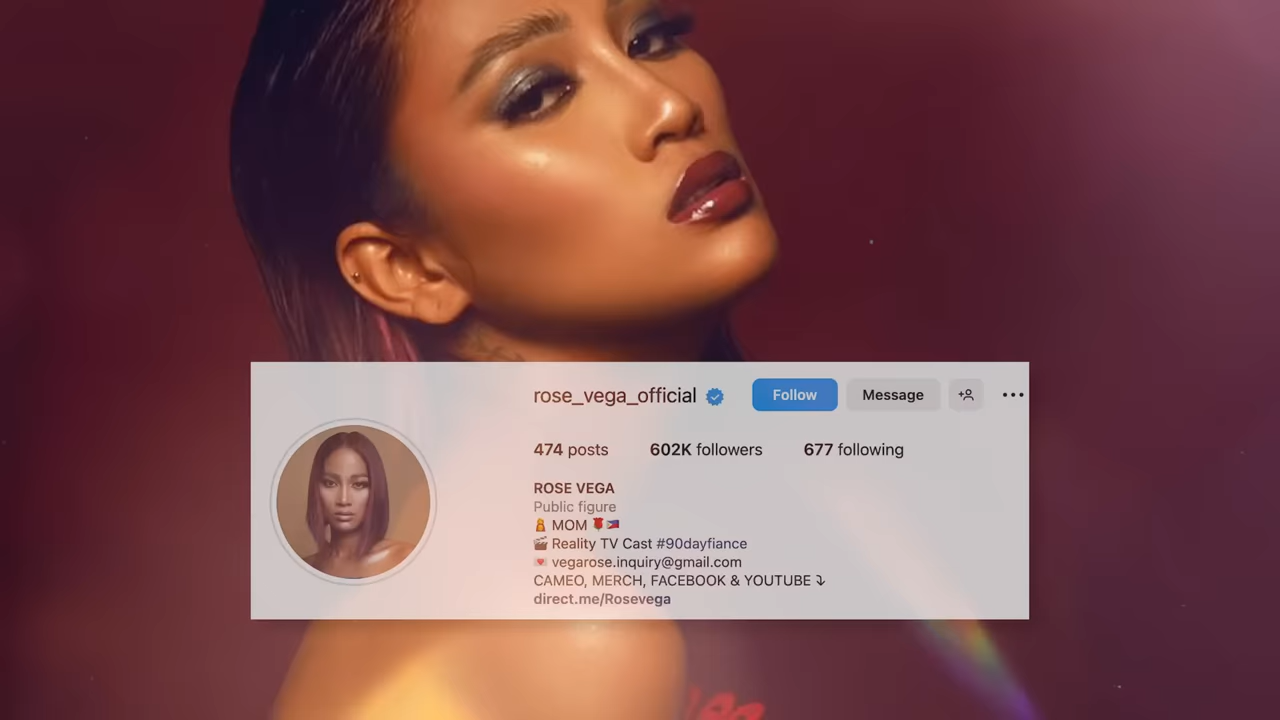 rose_vega_official
Follow
Message
474 posts 602K followers 677 following
ROSE VEGA
Public figure
MOM
Reality TV Cast #90dayfiance
vegarose.inquiry@gmail.com
CAMEO, MERCH, FACEBOOK & YOUTUBE ⤵
direct.me/Rosevega